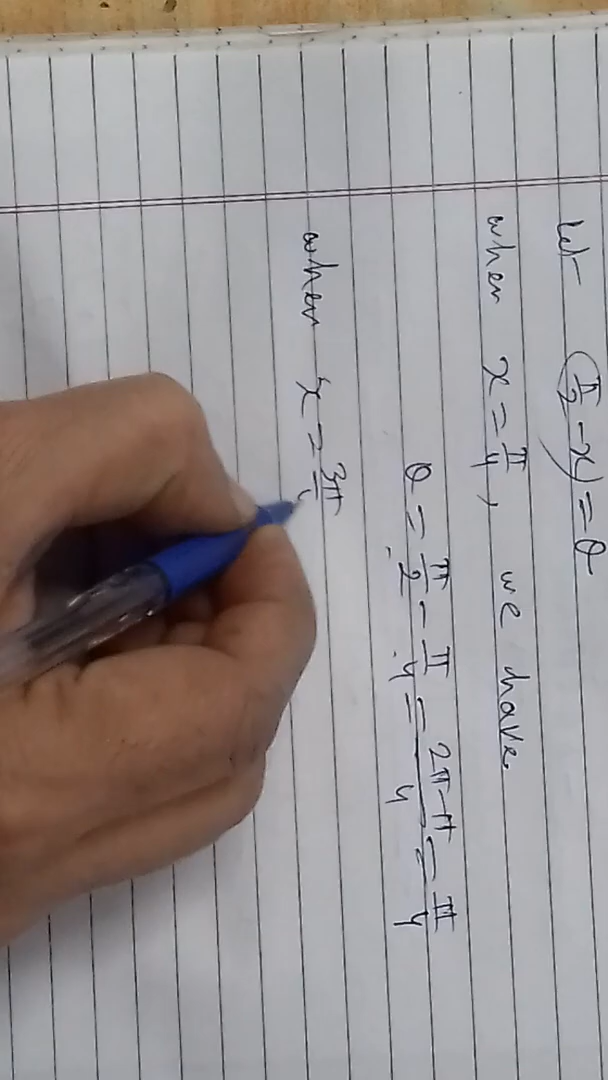 Let (π/2 - x) = θ
when x = π/4, we have.
θ = π/2 - π/4 = 2π-π/4 = π/4
when x = 3π/